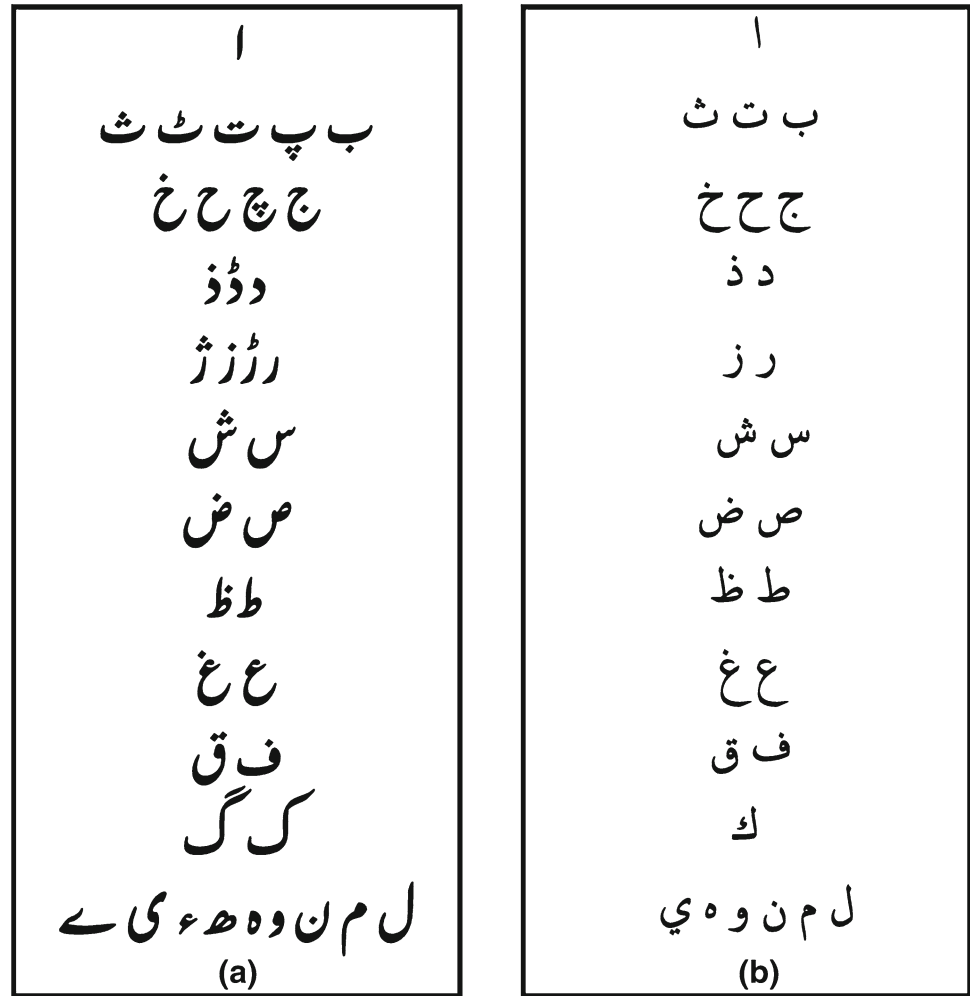 ا
ب پ ت ٹ ث
ج چ ح خ
د ڈ ذ
ر ڑ ز ژ
س ش
ص ض
ط ظ
ع غ
ف ق
ک گ
ل م ن و ہ ھ ء ی ے
(a)
ا
ب ت ث
ج ح خ
د ذ
ر ز
س ش
ص ض
ط ظ
ع غ
ف ق
ك
ل م ن و ه ي
(b)